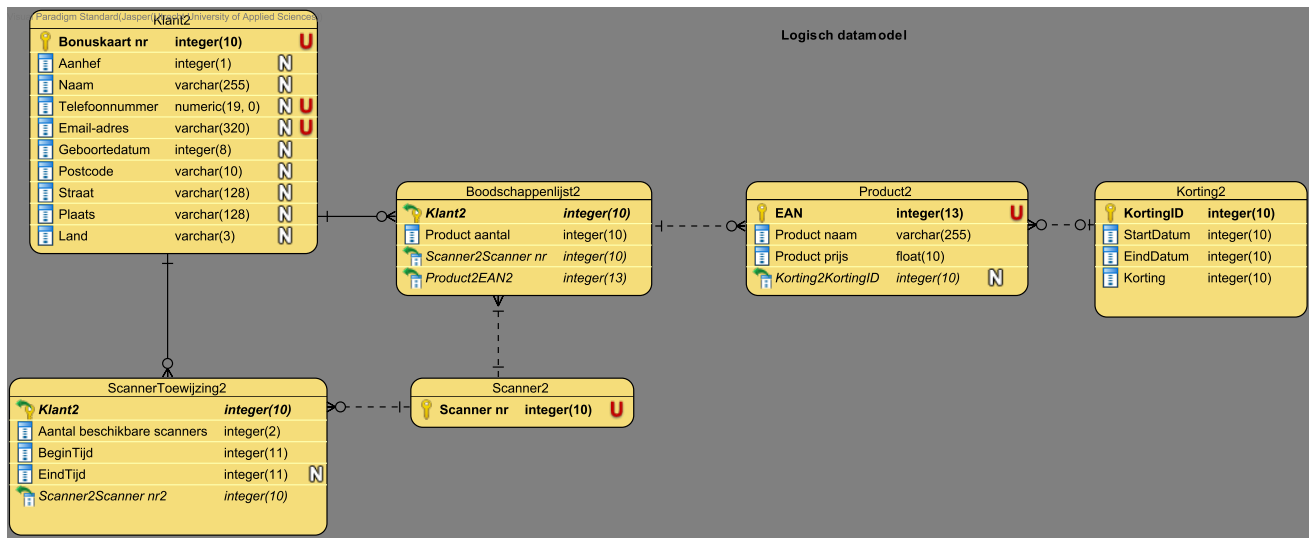 Paradigm Standard(Jasper(Utrecht University of Applied Sciences)
Klant2
Bonuskaart nr integer(10) U
Aanhef integer(1) N
Naam varchar(255) N
Telefoonnummer numeric(19, 0) N U
Email-adres varchar(320) N U
Geboortedatum integer(8) N
Postcode varchar(10) N
Straat varchar(128) N
Plaats varchar(128) N
Land varchar(3) N
Logisch datamodel
Boodschappenlijst2
Klant2 integer(10)
Product aantal integer(10)
Scanner2Scanner nr integer(10)
Product2EAN2 integer(13)
Product2
EAN integer(13) U
Product naam varchar(255)
Product prijs float(10)
Korting2KortingID integer(10) N
Korting2
KortingID integer(10)
StartDatum integer(10)
EindDatum integer(10)
Korting integer(10)
ScannerToewijzing2
Klant2 integer(10)
Aantal beschikbare scanners integer(2)
BeginTijd integer(11)
EindTijd integer(11) N
Scanner2Scanner nr2 integer(10)
Scanner2
Scanner nr integer(10) U